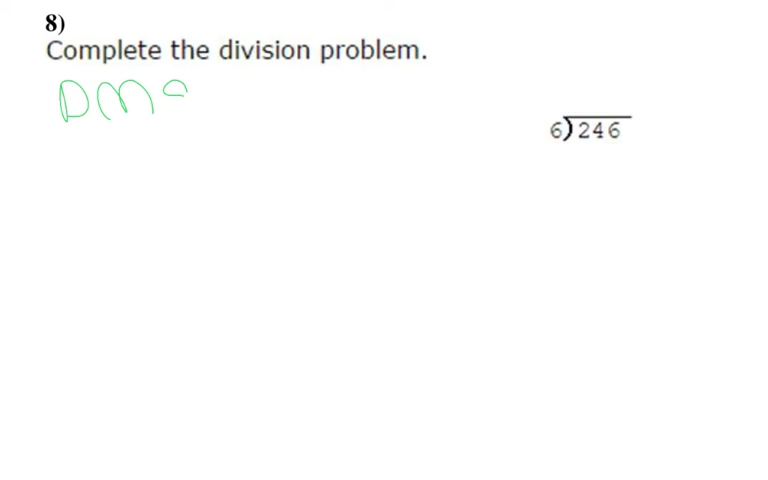 8)
Complete the division problem.
DM
6)246